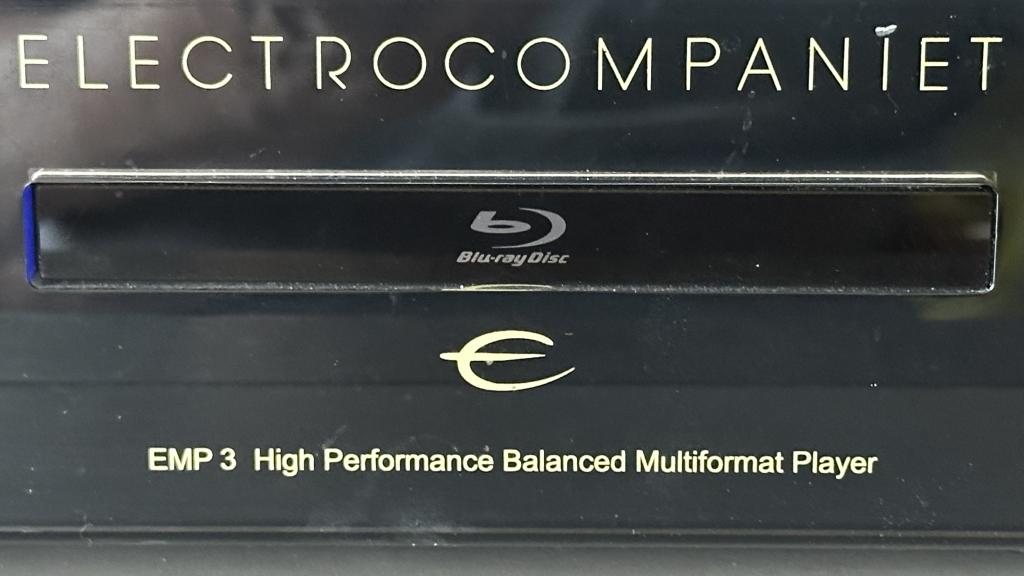 ELECTROCOMPANIET
Blu-ray Disc
EMP 3 High Performance Balanced Multiformat Player